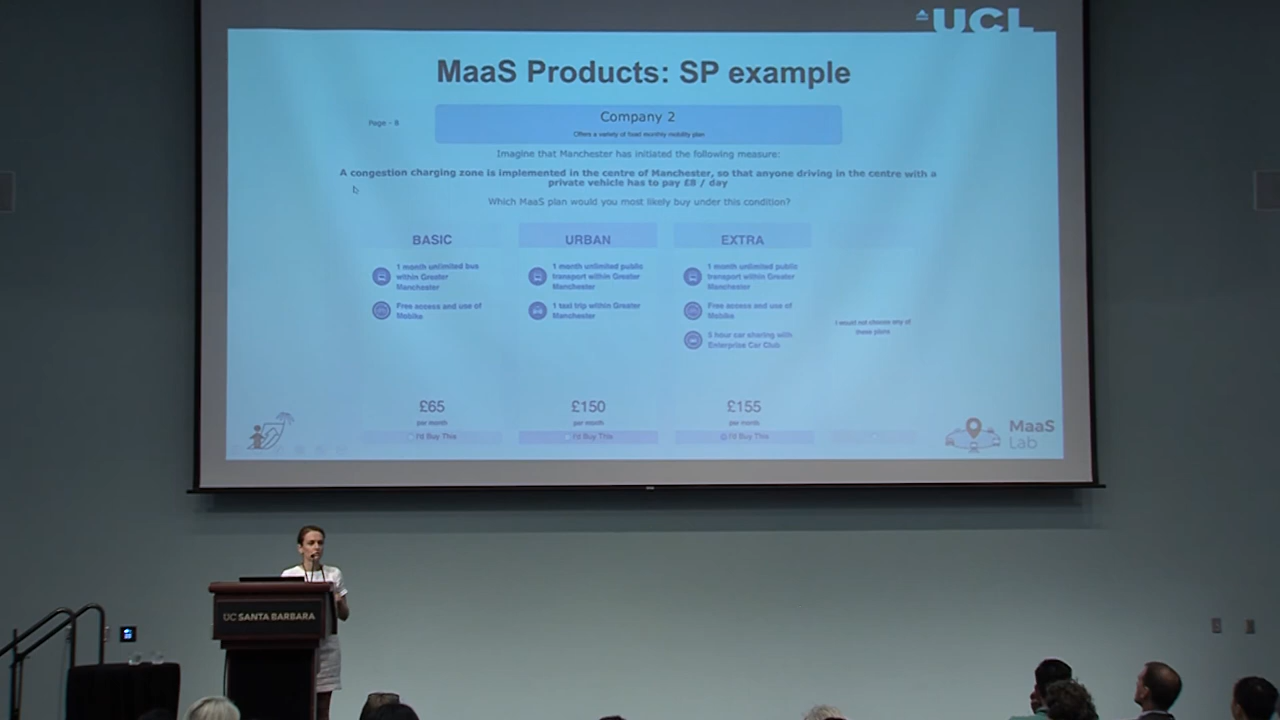 UCL
MaaS Products: SP example
Page - 8
Company 2
Offers a variety of fixed monthly mobility plan
Imagine that Manchester has initiated the following measure:
A congestion charging zone is implemented in the centre of Manchester, so that anyone driving in the centre with a
private vehicle has to pay £8 / day
Which MaaS plan would you most likely buy under this condition?
BASIC
1 month unlimited bus
within Greater
Manchester
Free access and use of
Mobike
£65
per month
I'd Buy This
URBAN
1 month unlimited public
transport within Greater
Manchester
1 taxi trip within Greater
Manchester
£150
per month
I'd Buy This
EXTRA
1 month unlimited public
transport within Greater
Manchester
Free access and use of
Mobike
5 hour car sharing with
Enterprise Car Club
£155
per month
I'd Buy This
I would not choose any of
these plans
MaaS
Lab
UC SANTA BARBARA